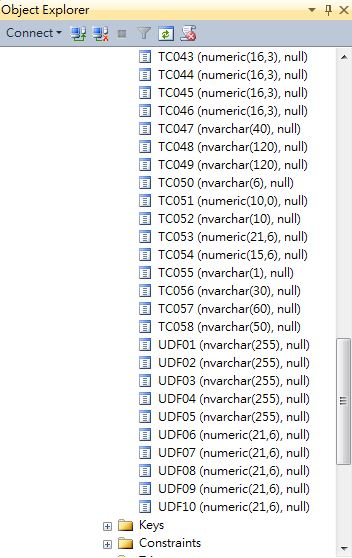 Object Explorer
Connect
TC043 (numeric(16,3), null)
TC044 (numeric(16,3), null)
TC045 (numeric(16,3), null)
TC046 (numeric(16,3), null)
TC047 (nvarchar(40), null)
TC048 (nvarchar(120), null)
TC049 (nvarchar(120), null)
TC050 (nvarchar(6), null)
TC051 (numeric(10,0), null)
TC052 (nvarchar(10), null)
TC053 (numeric(21,6), null)
TC054 (numeric(15,6), null)
TC055 (nvarchar(1), null)
TC056 (nvarchar(30), null)
TC057 (nvarchar(60), null)
TC058 (nvarchar(50), null)
UDF01 (nvarchar(255), null)
UDF02 (nvarchar(255), null)
UDF03 (nvarchar(255), null)
UDF04 (nvarchar(255), null)
UDF05 (nvarchar(255), null)
UDF06 (numeric(21,6), null)
UDF07 (numeric(21,6), null)
UDF08 (numeric(21,6), null)
UDF09 (numeric(21,6), null)
UDF10 (numeric(21,6), null)
Keys
Constraints